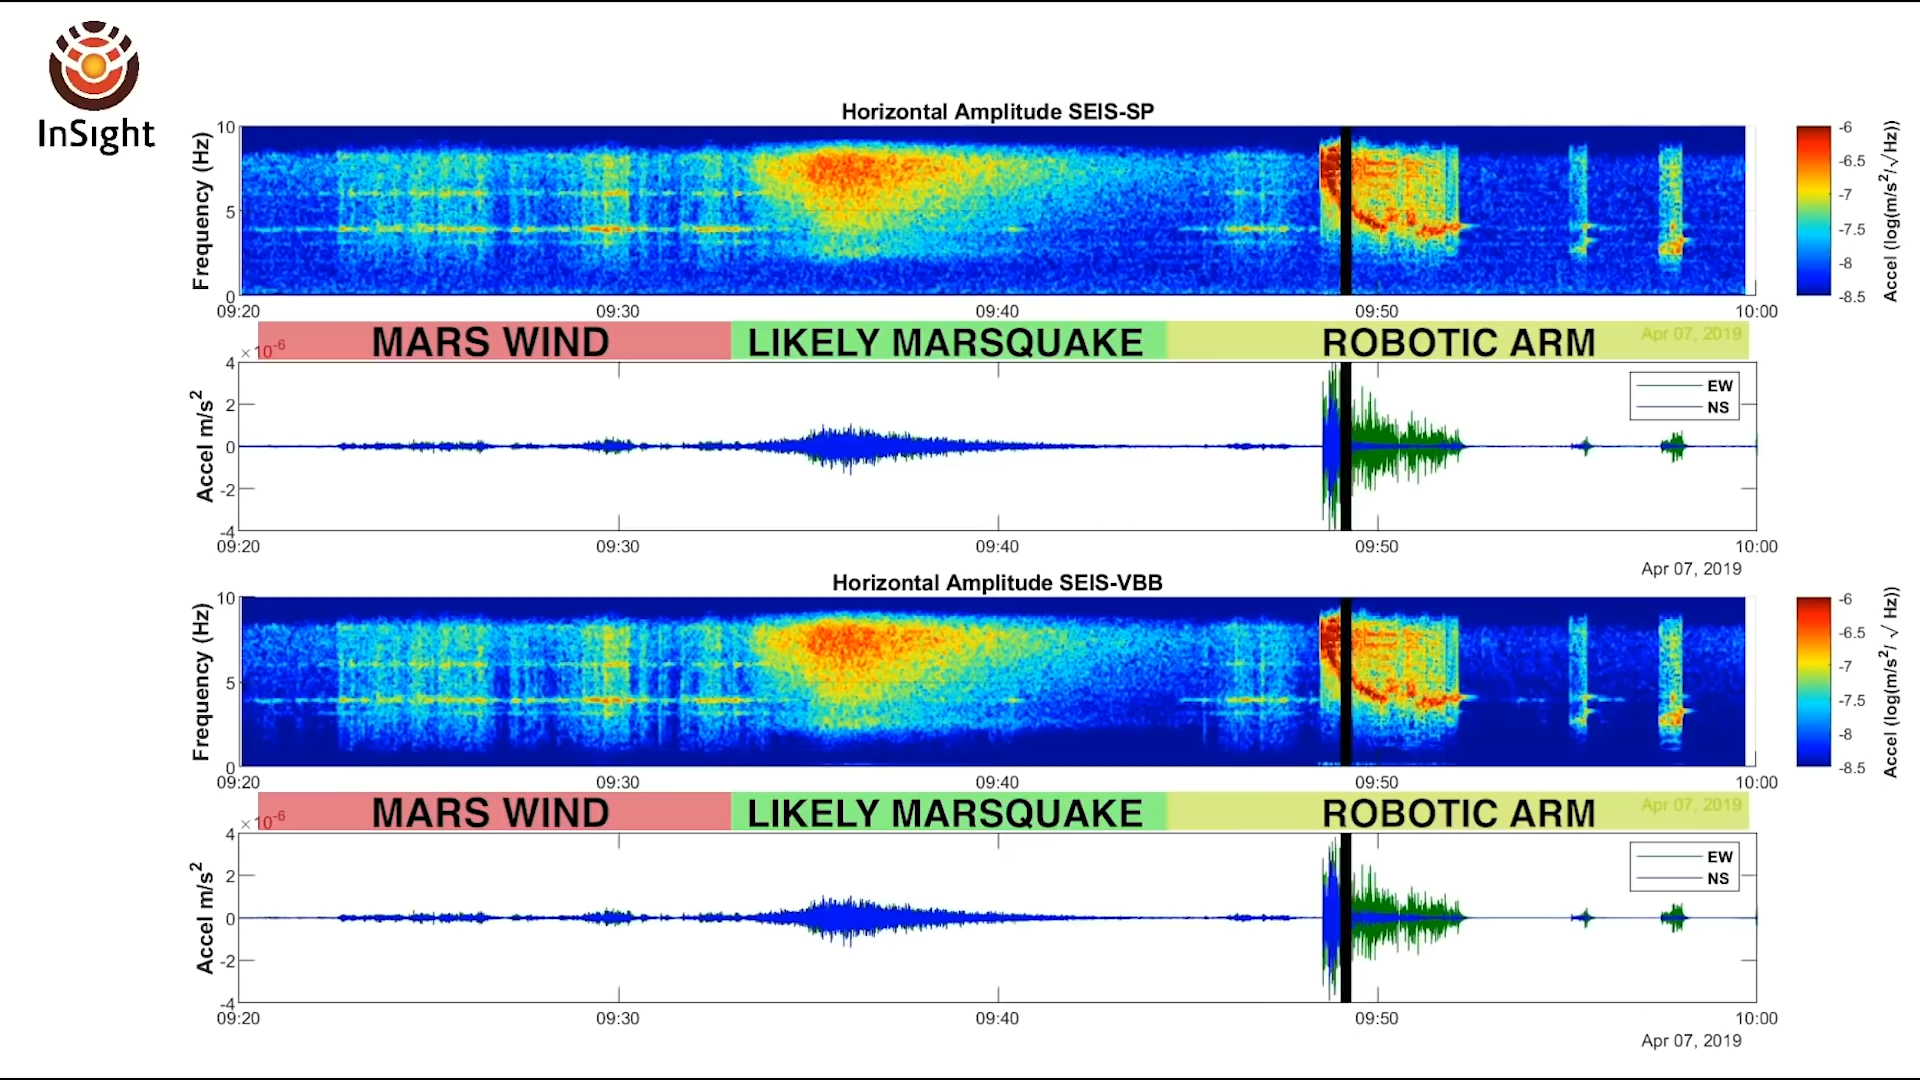 InSight
Horizontal Amplitude SEIS-SP
Frequency (Hz)
10
5
0
09:20 09:30 09:40 09:50 10:00
-6
-6.5
-7
-7.5
-8
-8.5
Accel (log(m/s²/√Hz))
MARS WIND LIKELY MARSQUAKE ROBOTIC ARM Apr 07, 2019
×10⁻⁶
Accel m/s²
4
2
0
-2
-4
EW
NS
09:20 09:30 09:40 09:50 10:00
Apr 07, 2019
Horizontal Amplitude SEIS-VBB
Frequency (Hz)
10
5
0
09:20 09:30 09:40 09:50 10:00
-6
-6.5
-7
-7.5
-8
-8.5
Accel (log(m/s²/ √ Hz))
MARS WIND LIKELY MARSQUAKE ROBOTIC ARM Apr 07, 2019
×10⁻⁶
Accel m/s²
4
2
0
-2
-4
EW
NS
09:20 09:30 09:40 09:50 10:00
Apr 07, 2019